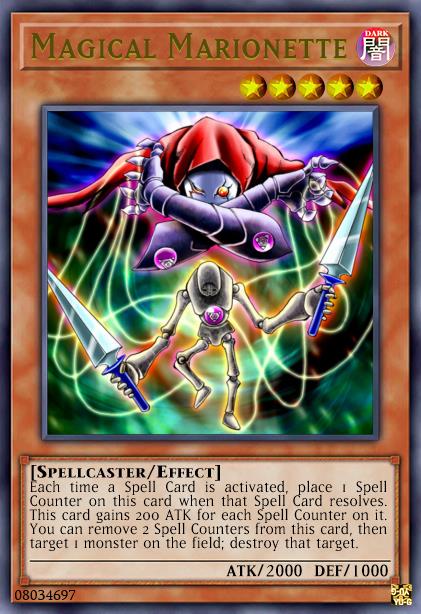 MAGICAL MARIONETTE
DARK
闇
[SPELLCASTER/EFFECT]
Each time a Spell Card is activated, place 1 Spell
Counter on this card when that Spell Card resolves.
This card gains 200 ATK for each Spell Counter on it.
You can remove 2 Spell Counters from this card, then
target 1 monster on the field; destroy that target.
ATK/2000 DEF/1000
08034697